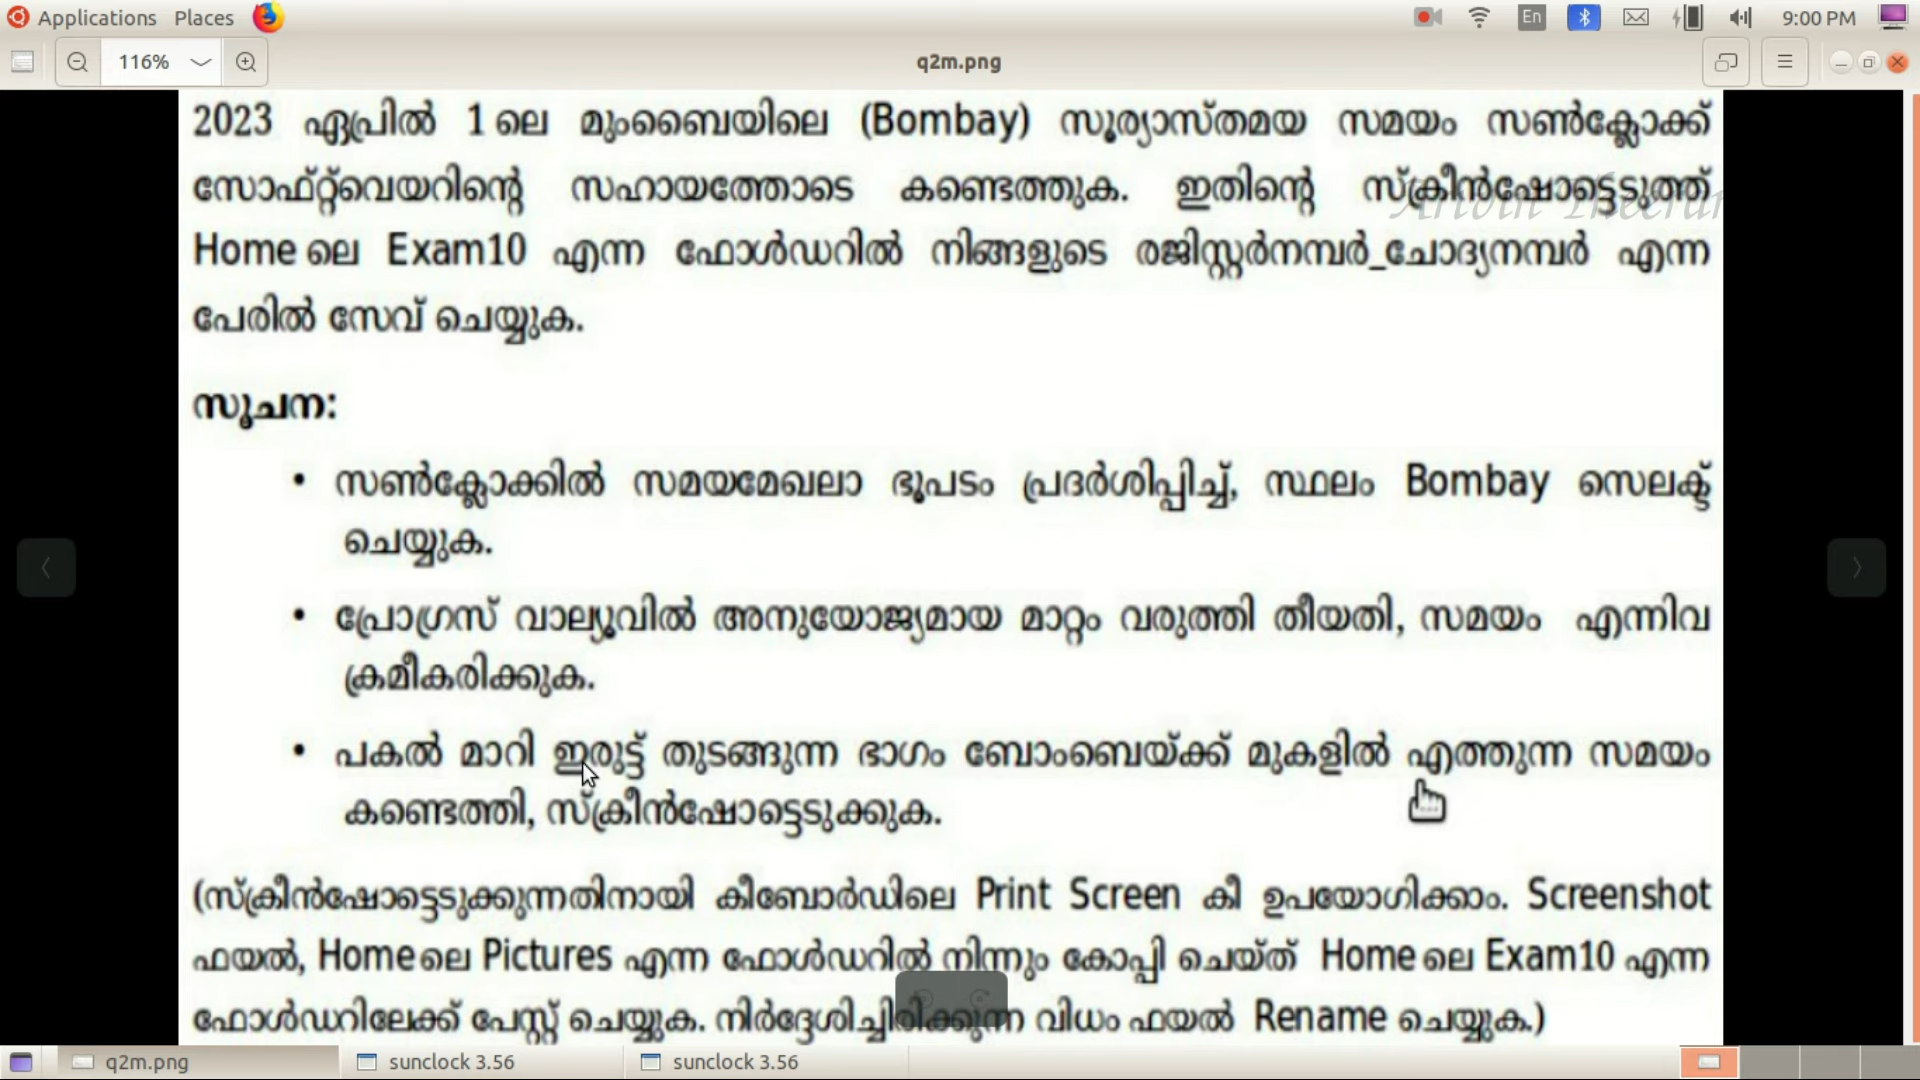 Applications Places En 9:00 PM
116% q2m.png
2023 ഏപ്രിൽ 1 ലെ മുംബൈയിലെ (Bombay) സൂര്യാസ്തമയ സമയം സൺക്ലോക്ക്
സോഫ്റ്റ്‌വെയറിന്റെ സഹായത്തോടെ കണ്ടെത്തുക. ഇതിന്റെ സ്ക്രീൻഷോട്ടെടുത്ത്
Home ലെ Exam10 എന്ന ഫോൾഡറിൽ നിങ്ങളുടെ രജിസ്റ്റർനമ്പർ_ചോദ്യനമ്പർ എന്ന
പേരിൽ സേവ് ചെയ്യുക.
സൂചന:
• സൺക്ലോക്കിൽ സമയമേഖലാ ഭൂപടം പ്രദർശിപ്പിച്ച്, സ്ഥലം Bombay സെലക്ട്
ചെയ്യുക.
• പ്രോഗ്രസ് വാല്യൂവിൽ അനുയോജ്യമായ മാറ്റം വരുത്തി തീയതി, സമയം എന്നിവ
ക്രമീകരിക്കുക.
• പകൽ മാറി ഇരുട്ട് തുടങ്ങുന്ന ഭാഗം ബോംബെയ്ക്ക് മുകളിൽ എത്തുന്ന സമയം
കണ്ടെത്തി, സ്ക്രീൻഷോട്ടെടുക്കുക.
(സ്ക്രീൻഷോട്ടെടുക്കുന്നതിനായി കീബോർഡിലെ Print Screen കീ ഉപയോഗിക്കാം. Screenshot
ഫയൽ, Homeലെ Pictures എന്ന ഫോൾഡറിൽ നിന്നും കോപ്പി ചെയ്ത് Home ലെ Exam10 എന്ന
ഫോൾഡറിലേക്ക് പേസ്റ്റ് ചെയ്യുക. നിർദ്ദേശിച്ചിരിക്കുന്ന വിധം ഫയൽ Rename ചെയ്യുക.)
q2m.png sunclock 3.56 sunclock 3.56